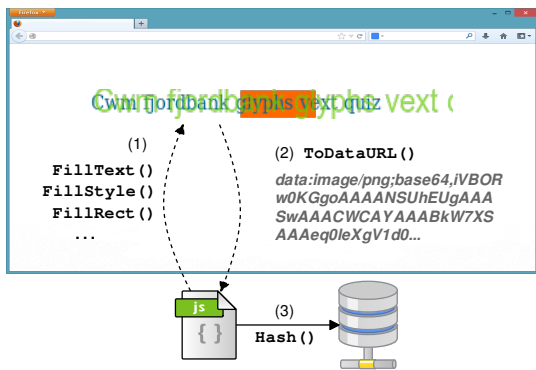 Firefox
Cwm fjordbank glyphs vext quiz
Cwm fjordbank glyphs vext
(1)
FillText()
FillStyle()
FillRect()
...
(2) ToDataURL()
data:image/png;base64,iVBOR
w0KGgoAAAANSUhEUgAAA
SwAAACWCAYAAABkW7XS
AAAeq0leXgV1d0...
js
{ }
(3)
Hash()